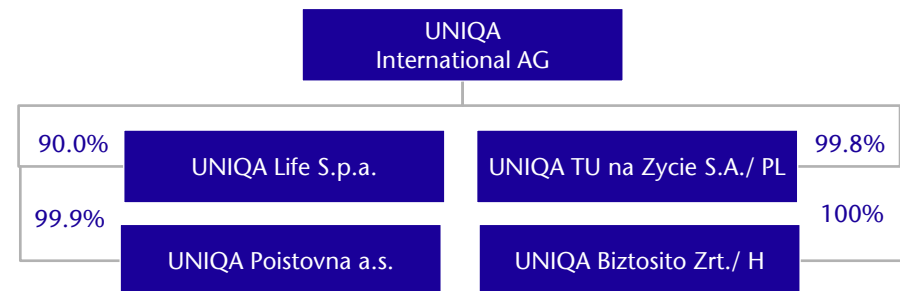 UNIQA
International AG
90.0%
UNIQA Life S.p.a.
UNIQA TU na Zycie S.A./ PL
99.8%
99.9%
100%
UNIQA Poistovna a.s.
UNIQA Biztosito Zrt./ H